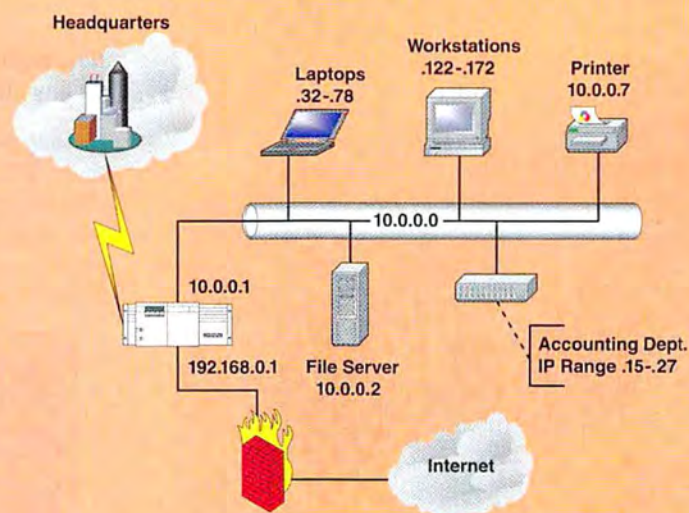 Headquarters
Laptops
.32-.78
Workstations
.122-.172
Printer
10.0.0.7
10.0.0.0
10.0.0.1
192.168.0.1
File Server
10.0.0.2
Accounting Dept.
IP Range .15-.27
Internet